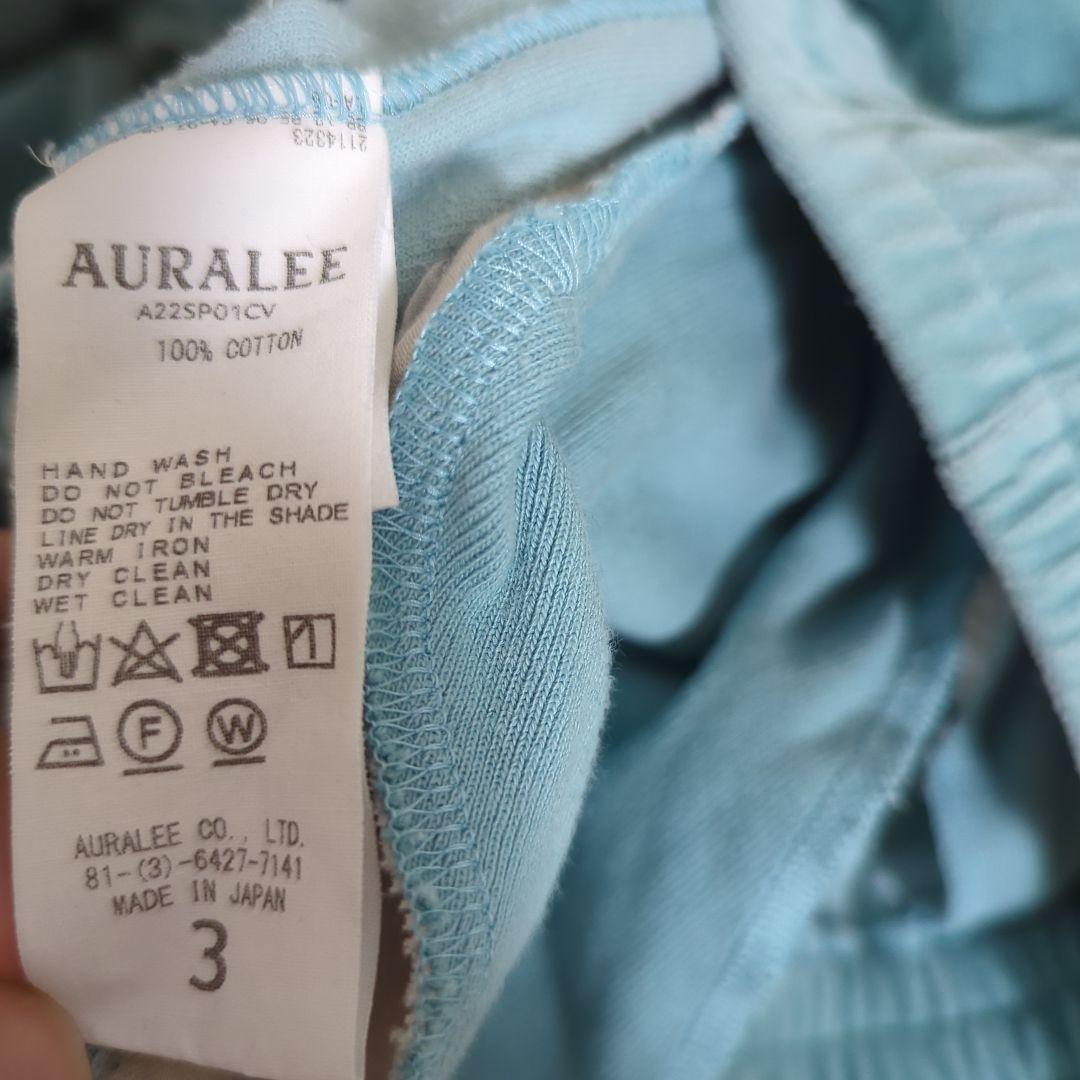 2114323
AURALEE
A22SP01CV
100% COTTON
HAND WASH
DO NOT BLEACH
DO NOT TUMBLE DRY
LINE DRY IN THE SHADE
WARM IRON
DRY CLEAN
WET CLEAN
F W
AURALEE CO., LTD.
81-(3)-6427-7141
MADE IN JAPAN
3